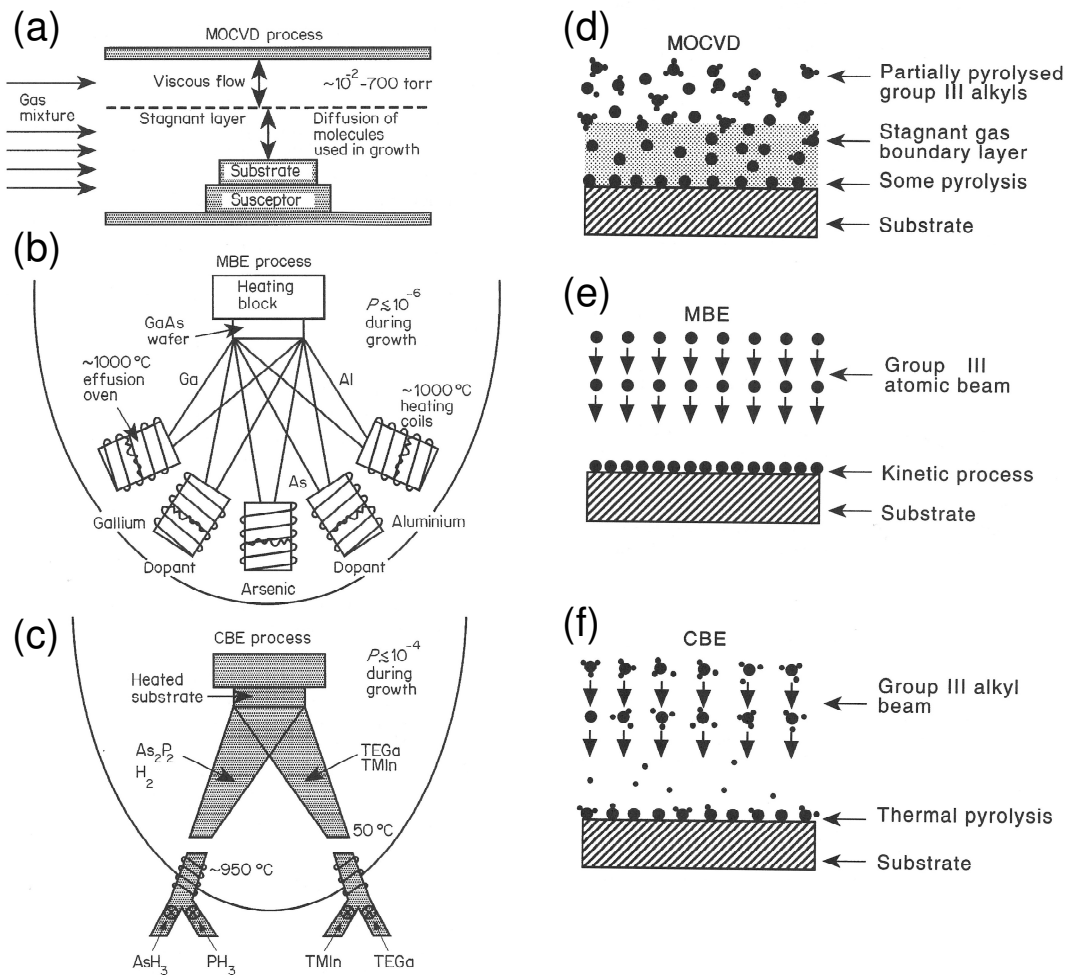 (a)
MOCVD process
Viscous flow
~10⁻²-700 torr
Gas
mixture
Stagnant layer
Diffusion of
molecules
used in growth
Substrate
Susceptor
(b)
MBE process
Heating
block
P≲10⁻⁶
during
growth
GaAs
wafer
~1000 °C
effusion
oven
Ga
Al
~1000 °C
heating
coils
As
Gallium
Aluminium
Dopant
Dopant
Arsenic
(c)
CBE process
P≲10⁻⁴
during
growth
Heated
substrate
As₂P₂
H₂
TEGa
TMIn
50 °C
~950 °C
AsH₃
PH₃
TMIn
TEGa
(d)
MOCVD
Partially pyrolysed
group III alkyls
Stagnant gas
boundary layer
Some pyrolysis
Substrate
(e)
MBE
Group III
atomic beam
Kinetic process
Substrate
(f)
CBE
Group III alkyl
beam
Thermal pyrolysis
Substrate